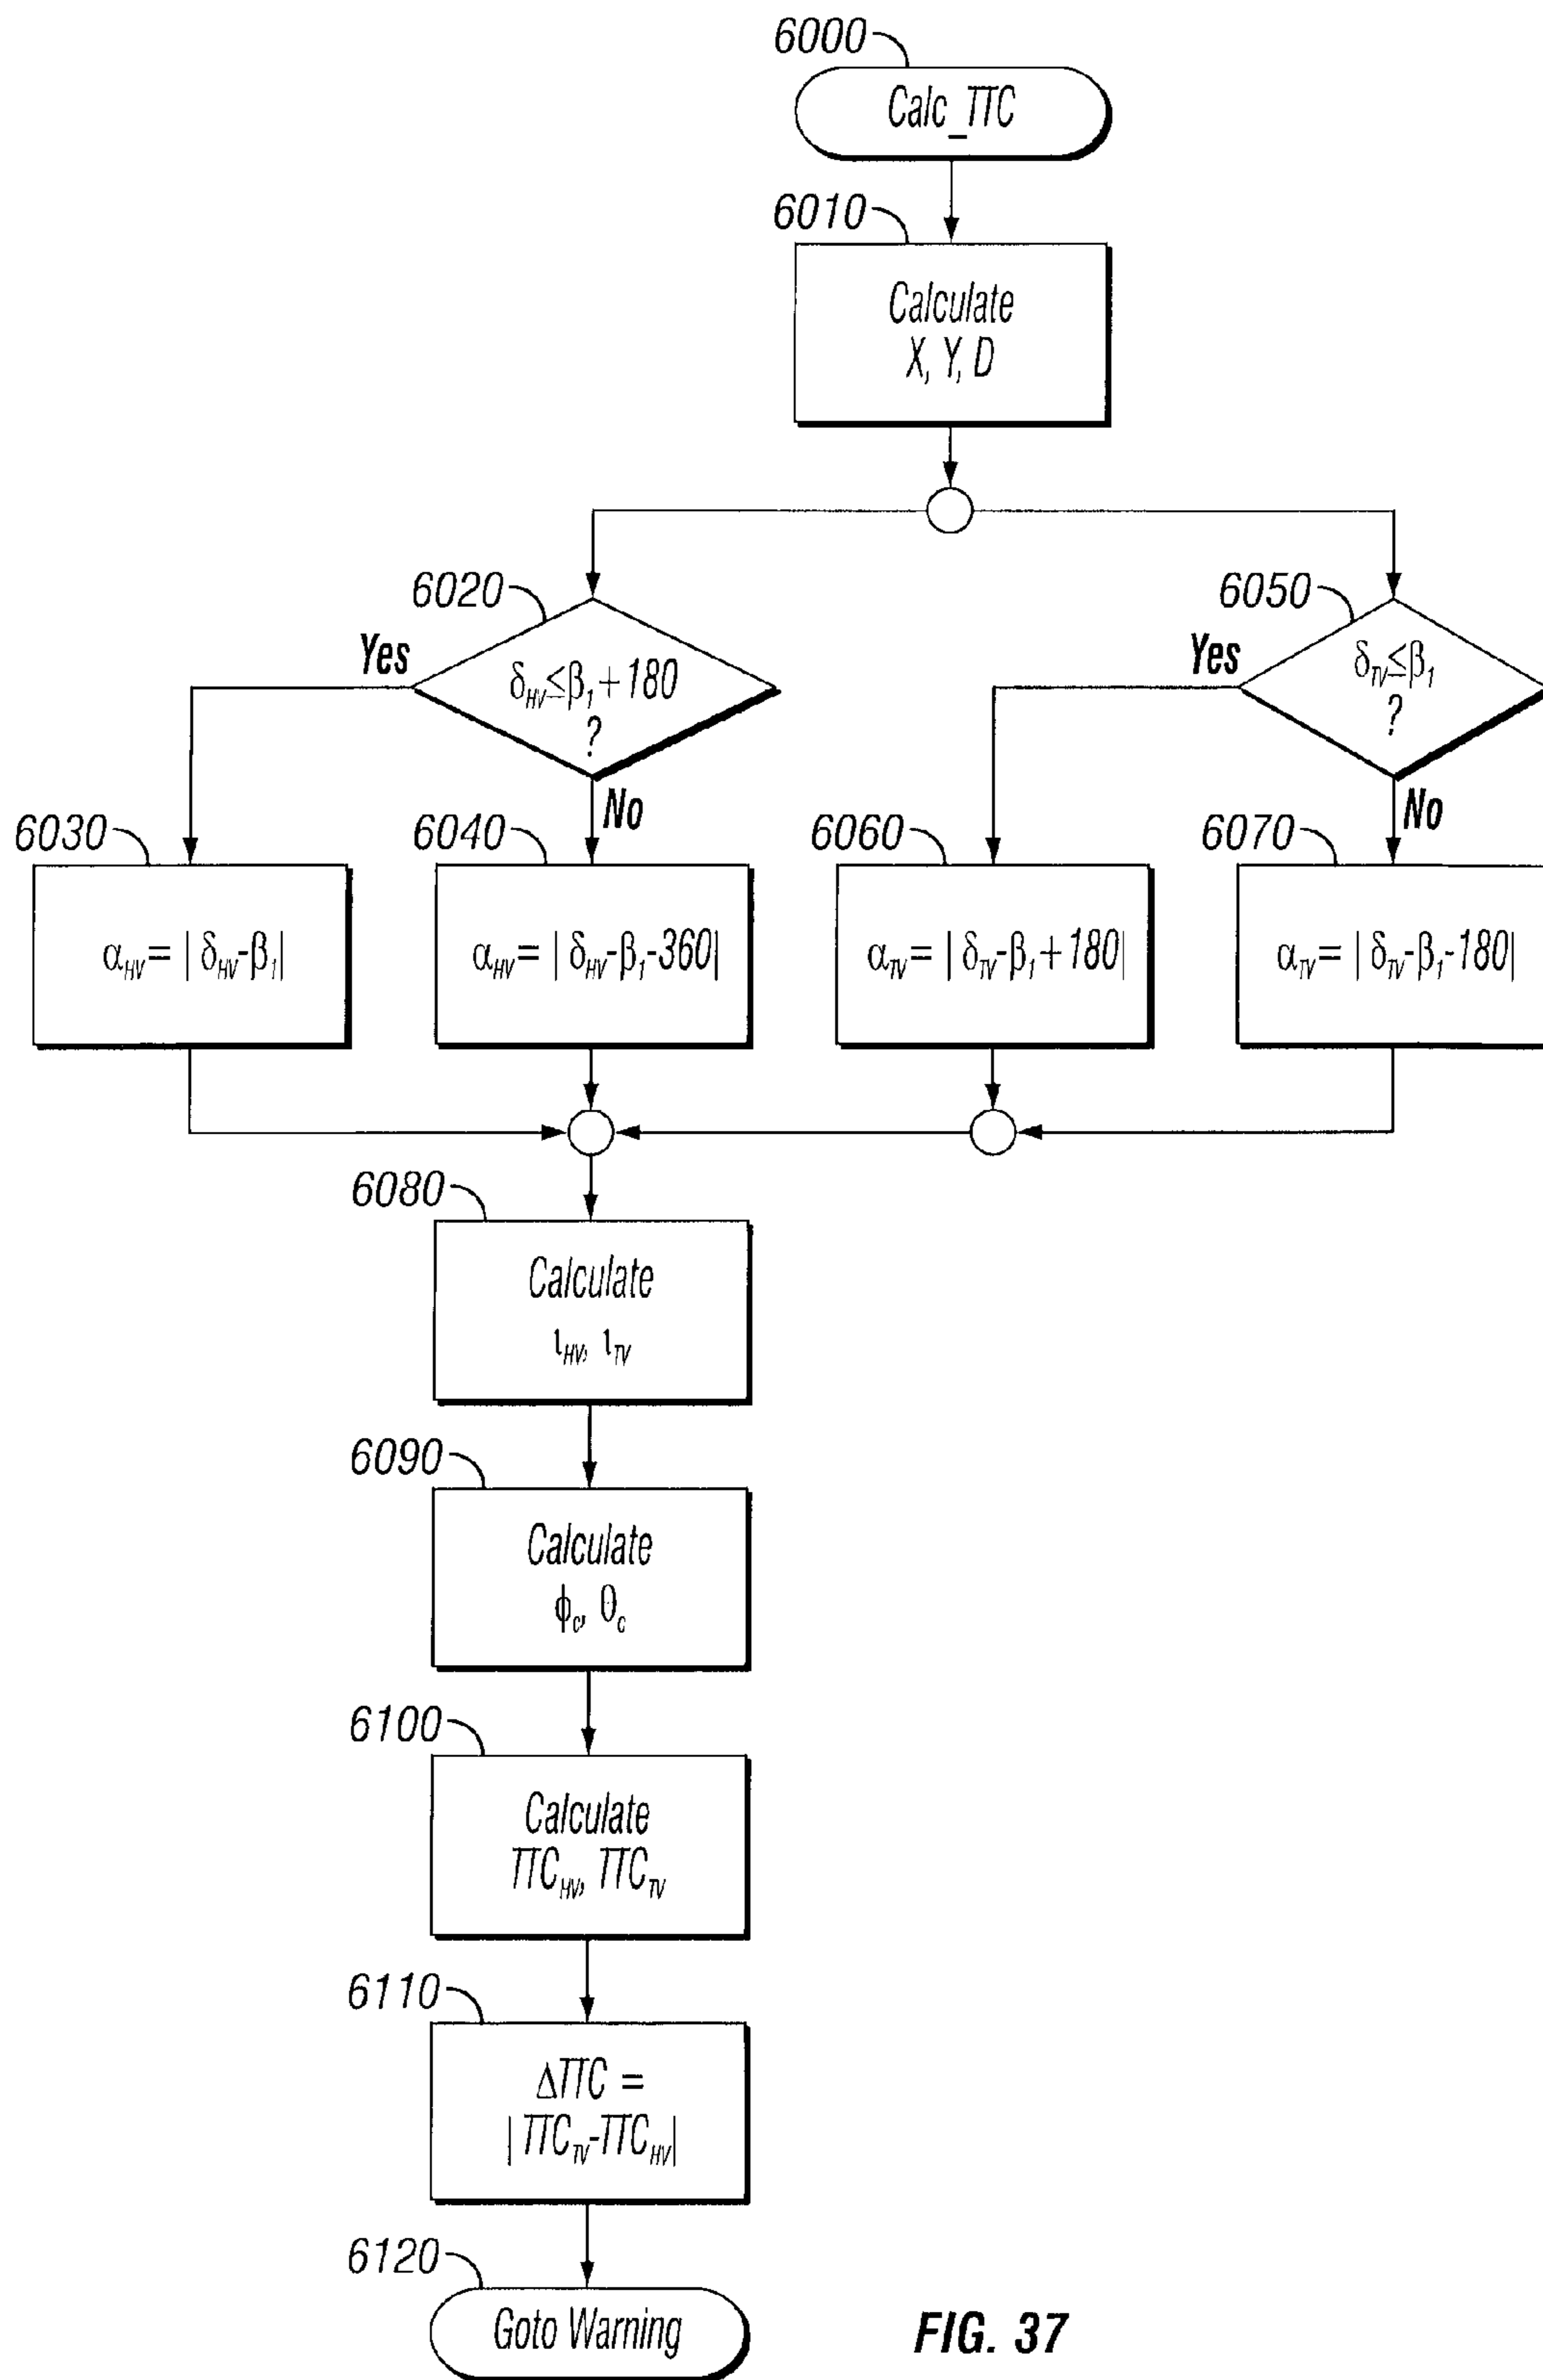 6000
Calc_TTC
6010
Calculate
X, Y, D
6020
Yes
δHV≤β1+180
?
No
6050
Yes
δTV≤β1
?
No
6030
αHV= | δHV-β1|
6040
αHV= | δHV-β1-360|
6060
αTV= | δTV-β1+180|
6070
αTV= | δTV-β1-180|
6080
Calculate
ιHV, ιTV
6090
Calculate
ϕc, θc
6100
Calculate
TTCHV, TTCTV
6110
ΔTTC =
| TTCTV-TTCHV|
6120
Goto Warning
FIG. 37